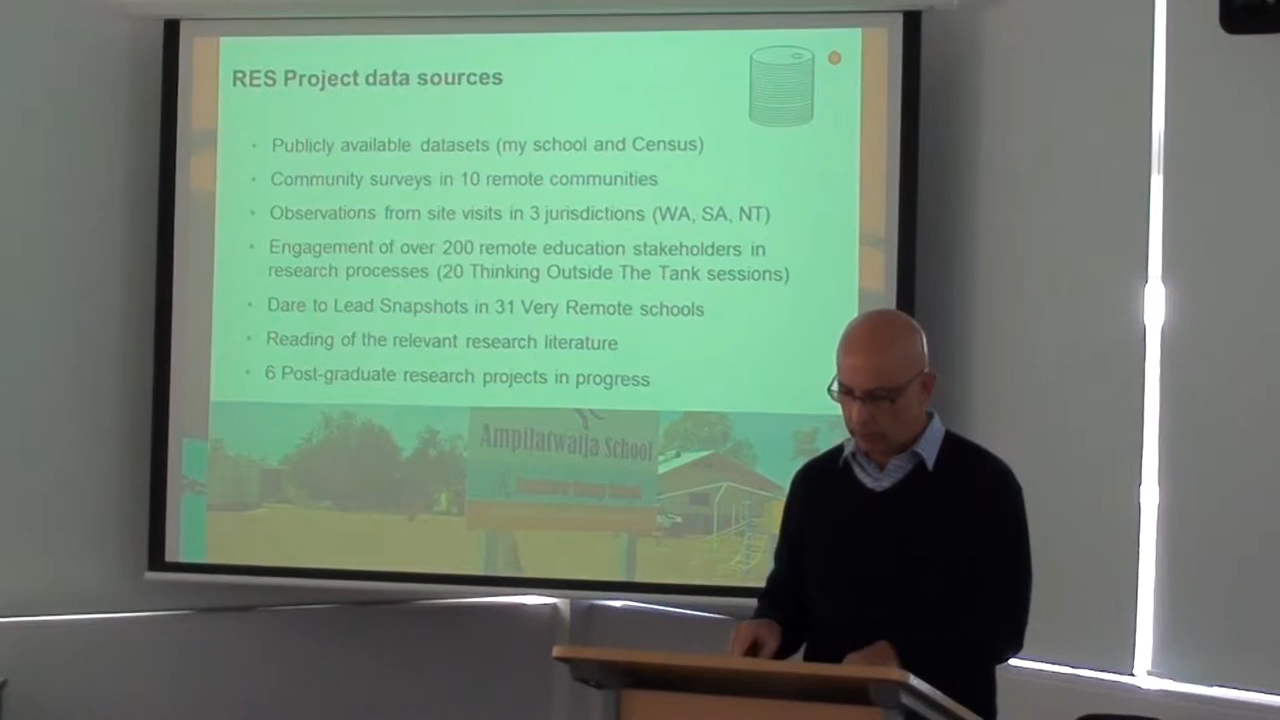 RES Project data sources
• Publicly available datasets (my school and Census)
• Community surveys in 10 remote communities
• Observations from site visits in 3 jurisdictions (WA, SA, NT)
• Engagement of over 200 remote education stakeholders in
research processes (20 Thinking Outside The Tank sessions)
• Dare to Lead Snapshots in 31 Very Remote schools
• Reading of the relevant research literature
• 6 Post-graduate research projects in progress
Ampilatwatja School